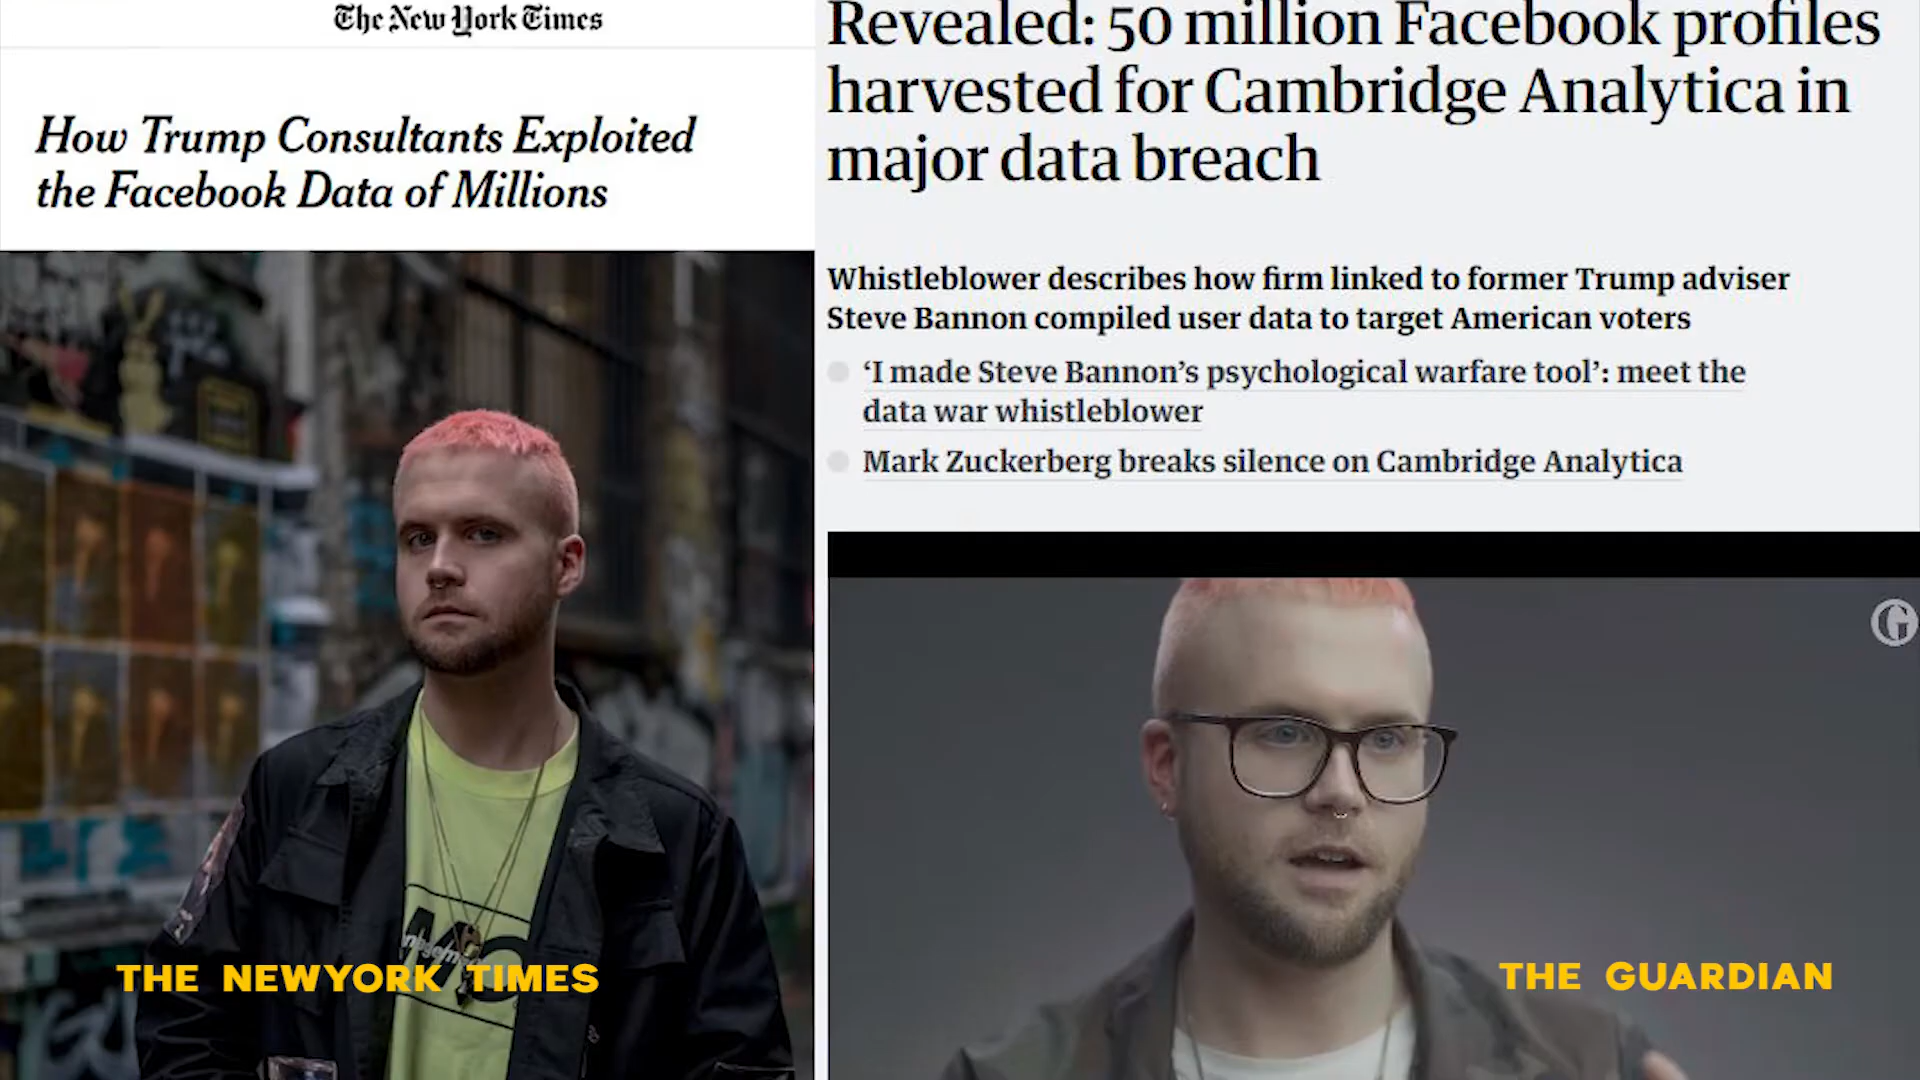 The New York Times
How Trump Consultants Exploited
the Facebook Data of Millions
THE NEWYORK TIMES
Revealed: 50 million Facebook profiles
harvested for Cambridge Analytica in
major data breach
Whistleblower describes how firm linked to former Trump adviser
Steve Bannon compiled user data to target American voters
‘I made Steve Bannon’s psychological warfare tool’: meet the
data war whistleblower
Mark Zuckerberg breaks silence on Cambridge Analytica
G
THE GUARDIAN